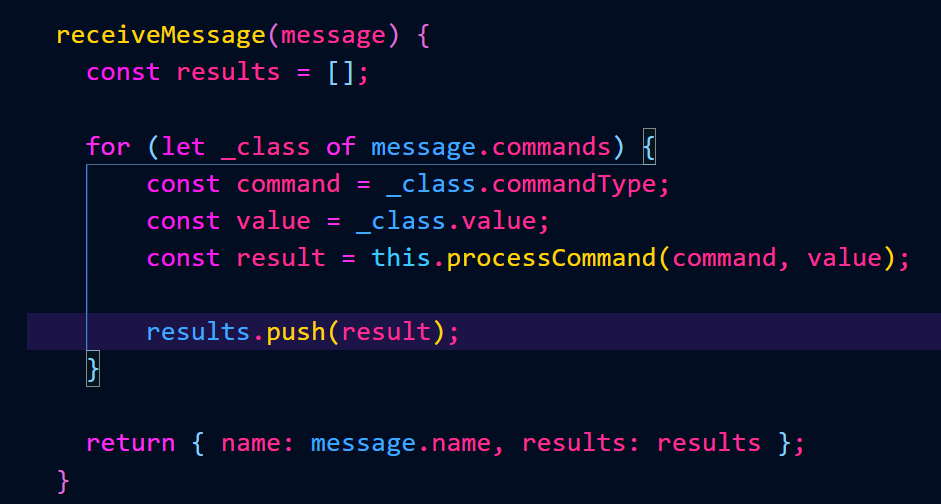 receiveMessage(message) {
const results = [];
for (let _class of message.commands) {
const command = _class.commandType;
const value = _class.value;
const result = this.processCommand(command, value);
results.push(result);
}
return { name: message.name, results: results };
}